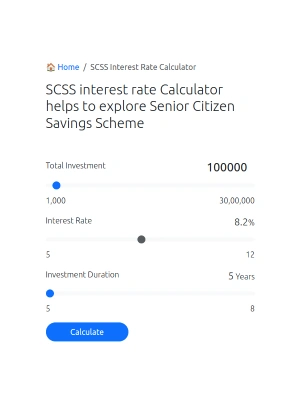 🏠 Home / SCSS Interest Rate Calculator
SCSS interest rate Calculator
helps to explore Senior Citizen
Savings Scheme
Total Investment 100000
1,000 30,00,000
Interest Rate 8.2%
5 12
Investment Duration 5 Years
5 8
Calculate